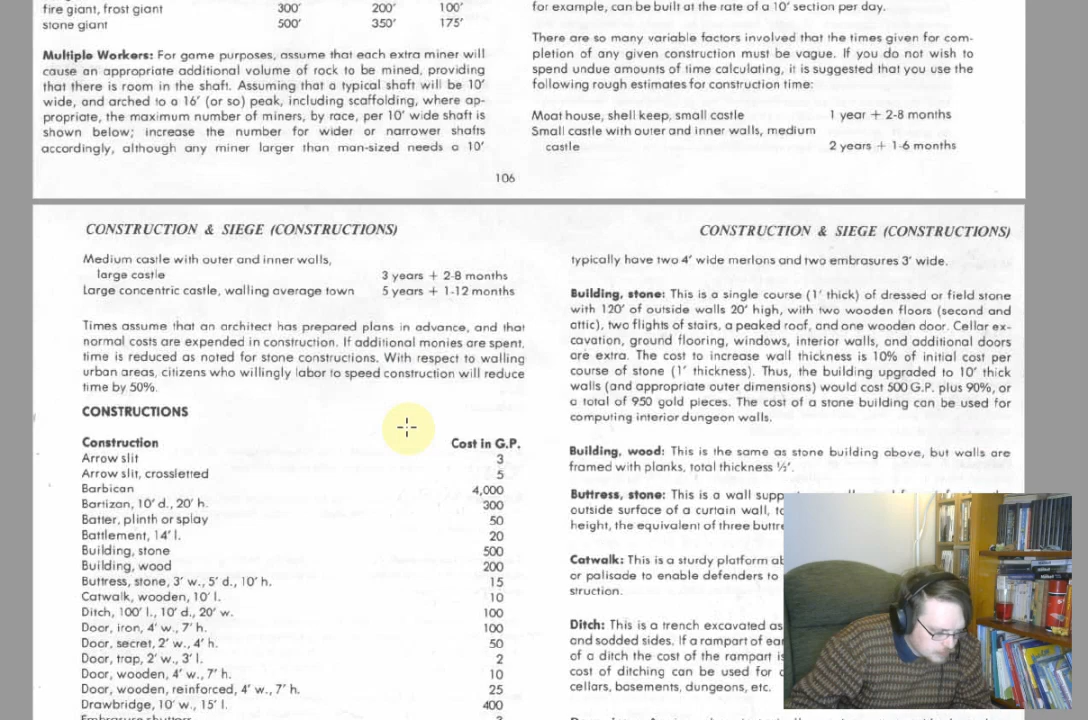 fire giant, frost giant 300' 200' 100'
stone giant 500' 350' 175'
Multiple Workers: For game purposes, assume that each extra miner will
cause an appropriate additional volume of rock to be mined, providing
that there is room in the shaft. Assuming that a typical shaft will be 10'
wide, and arched to a 16' (or so) peak, including scaffolding, where ap-
propriate, the maximum number of miners, by race, per 10' wide shaft is
shown below; increase the number for wider or narrower shafts
accordingly, although any miner larger than man-sized needs a 10'
for example, can be built at the rate of a 10' section per day.
There are so many variable factors involved that the times given for com-
pletion of any given construction must be vague. If you do not wish to
spend undue amounts of time calculating, it is suggested that you use the
following rough estimates for construction time:
Moat house, shell keep, small castle 1 year + 2-8 months
Small castle with outer and inner walls, medium
castle 2 years + 1-6 months
106
CONSTRUCTION & SIEGE (CONSTRUCTIONS)
Medium castle with outer and inner walls,
large castle 3 years + 2-8 months
Large concentric castle, walling average town 5 years + 1-12 months
Times assume that an architect has prepared plans in advance, and that
normal costs are expended in construction. If additional monies are spent,
time is reduced as noted for stone constructions. With respect to walling
urban areas, citizens who willingly labor to speed construction will reduce
time by 50%.
CONSTRUCTIONS
Construction Cost in G.P.
Arrow slit 3
Arrow slit, crossletted 5
Barbican 4,000
Bartizan, 10' d., 20' h. 300
Batter, plinth or splay 50
Battlement, 14' l. 20
Building, stone 500
Building, wood 200
Buttress, stone, 3' w., 5' d., 10' h. 15
Catwalk, wooden, 10' l. 10
Ditch, 100' l., 10' d., 20' w. 100
Door, iron, 4' w., 7' h. 100
Door, secret, 2' w., 4' h. 50
Door, trap, 2' w., 3' l. 2
Door, wooden, 4' w., 7' h. 10
Door, wooden, reinforced, 4' w., 7' h. 25
Drawbridge, 10' w., 15' l. 400
Embrasure shutters 3
CONSTRUCTION & SIEGE (CONSTRUCTIONS)
typically have two 4' wide merlons and two embrasures 3' wide.
Building, stone: This is a single course (1' thick) of dressed or field stone
with 120' of outside walls 20' high, with two wooden floors (second and
attic), two flights of stairs, a peaked roof, and one wooden door. Cellar ex-
cavation, ground flooring, windows, interior walls, and additional doors
are extra. The cost to increase wall thickness is 10% of initial cost per
course of stone (1' thickness). Thus, the building upgraded to 10' thick
walls (and appropriate outer dimensions) would cost 500 G.P. plus 90%, or
a total of 950 gold pieces. The cost of a stone building can be used for
computing interior dungeon walls.
Building, wood: This is the same as stone building above, but walls are
framed with planks, total thickness ½'.
Buttress, stone: This is a wall
outside surface of a curtain wall,
height, the equivalent of three
Catwalk: This is a sturdy platform
or palisade to enable defenders to
struction.
Ditch: This is a trench excavated as
and sodded sides. If a rampart of
of a ditch the cost of the rampart
cost of ditching can be used for
cellars, basements, dungeons, etc.